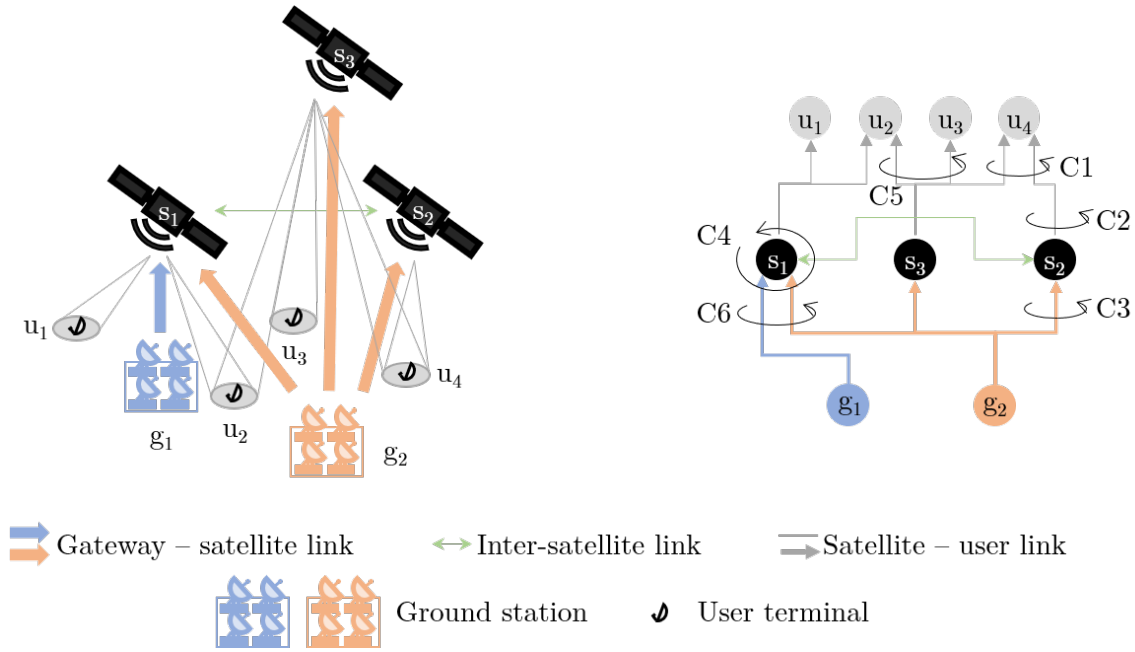 s₃
s₁
s₂
u₁
u₃
u₄
u₂
g₁
g₂
u₁ u₂ u₃ u₄
C5 C1
C4 C2
s₁ s₃ s₂
C6 C3
g₁ g₂
Gateway – satellite link
Inter-satellite link
Satellite – user link
Ground station
User terminal